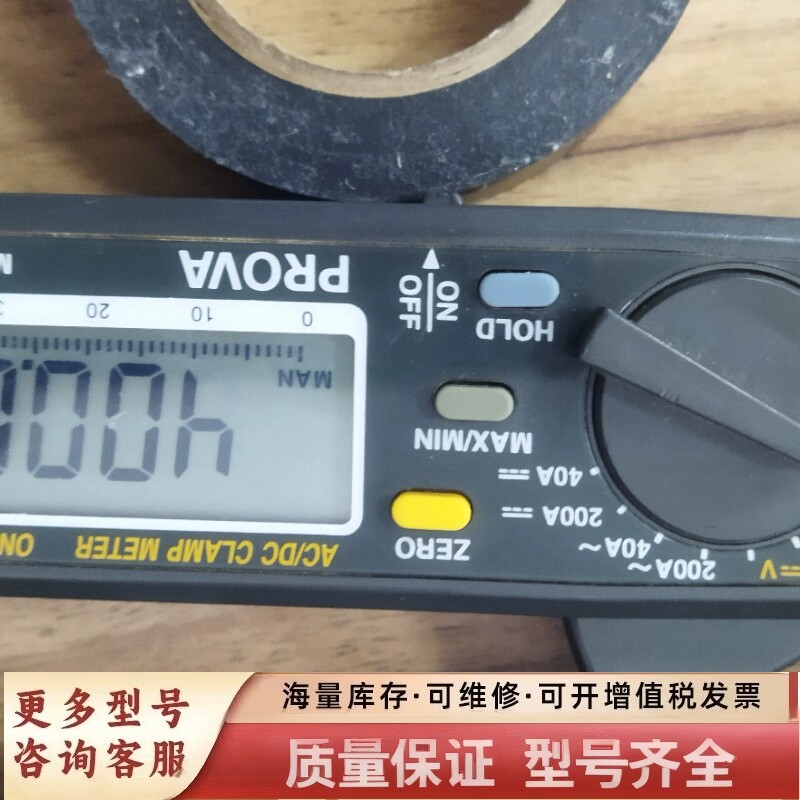 PROVA
0 10 20
MAN
ON
OFF
HOLD
MAX/MIN
ZERO
AC/DC CLAMP METER
40A
200A
40A~
200A~
V
更多型号
咨询客服
海量库存·可维修·可开增值税发票
质量保证 型号齐全